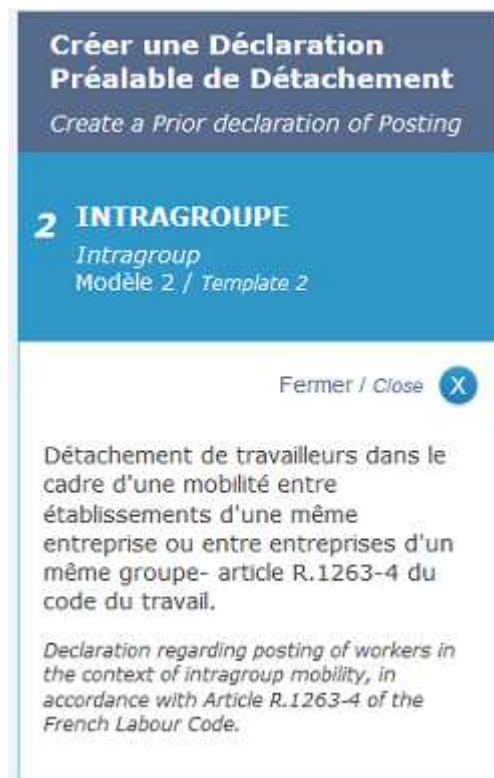 Créer une Déclaration
Préalable de Détachement
Create a Prior declaration of Posting
2 INTRAGROUPE
Intragroup
Modèle 2 / Template 2
Fermer / Close X
Détachement de travailleurs dans le
cadre d'une mobilité entre
établissements d'une même
entreprise ou entre entreprises d'un
même groupe- article R.1263-4 du
code du travail.
Declaration regarding posting of workers in
the context of intragroup mobility, in
accordance with Article R.1263-4 of the
French Labour Code.